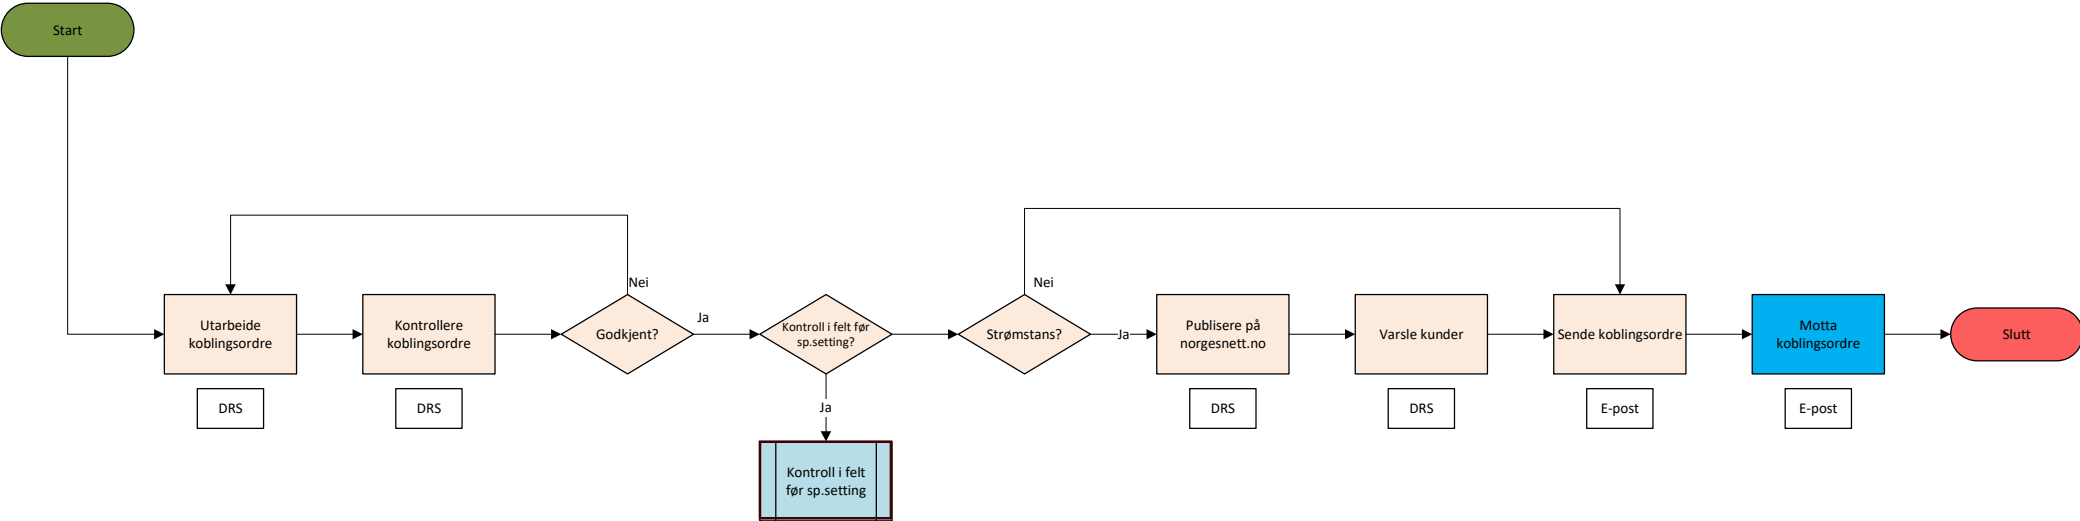 Start
Nei
Nei
Utarbeide
koblingsordre
Kontrollere
koblingsordre
Godkjent?
Ja
Kontroll i felt før
sp.setting?
Strømstans?
Ja
Publisere på
norgesnett.no
Varsle kunder
Sende koblingsordre
Motta
koblingsordre
Slutt
DRS
DRS
Ja
DRS
DRS
E-post
E-post
Kontroll i felt
før sp.setting